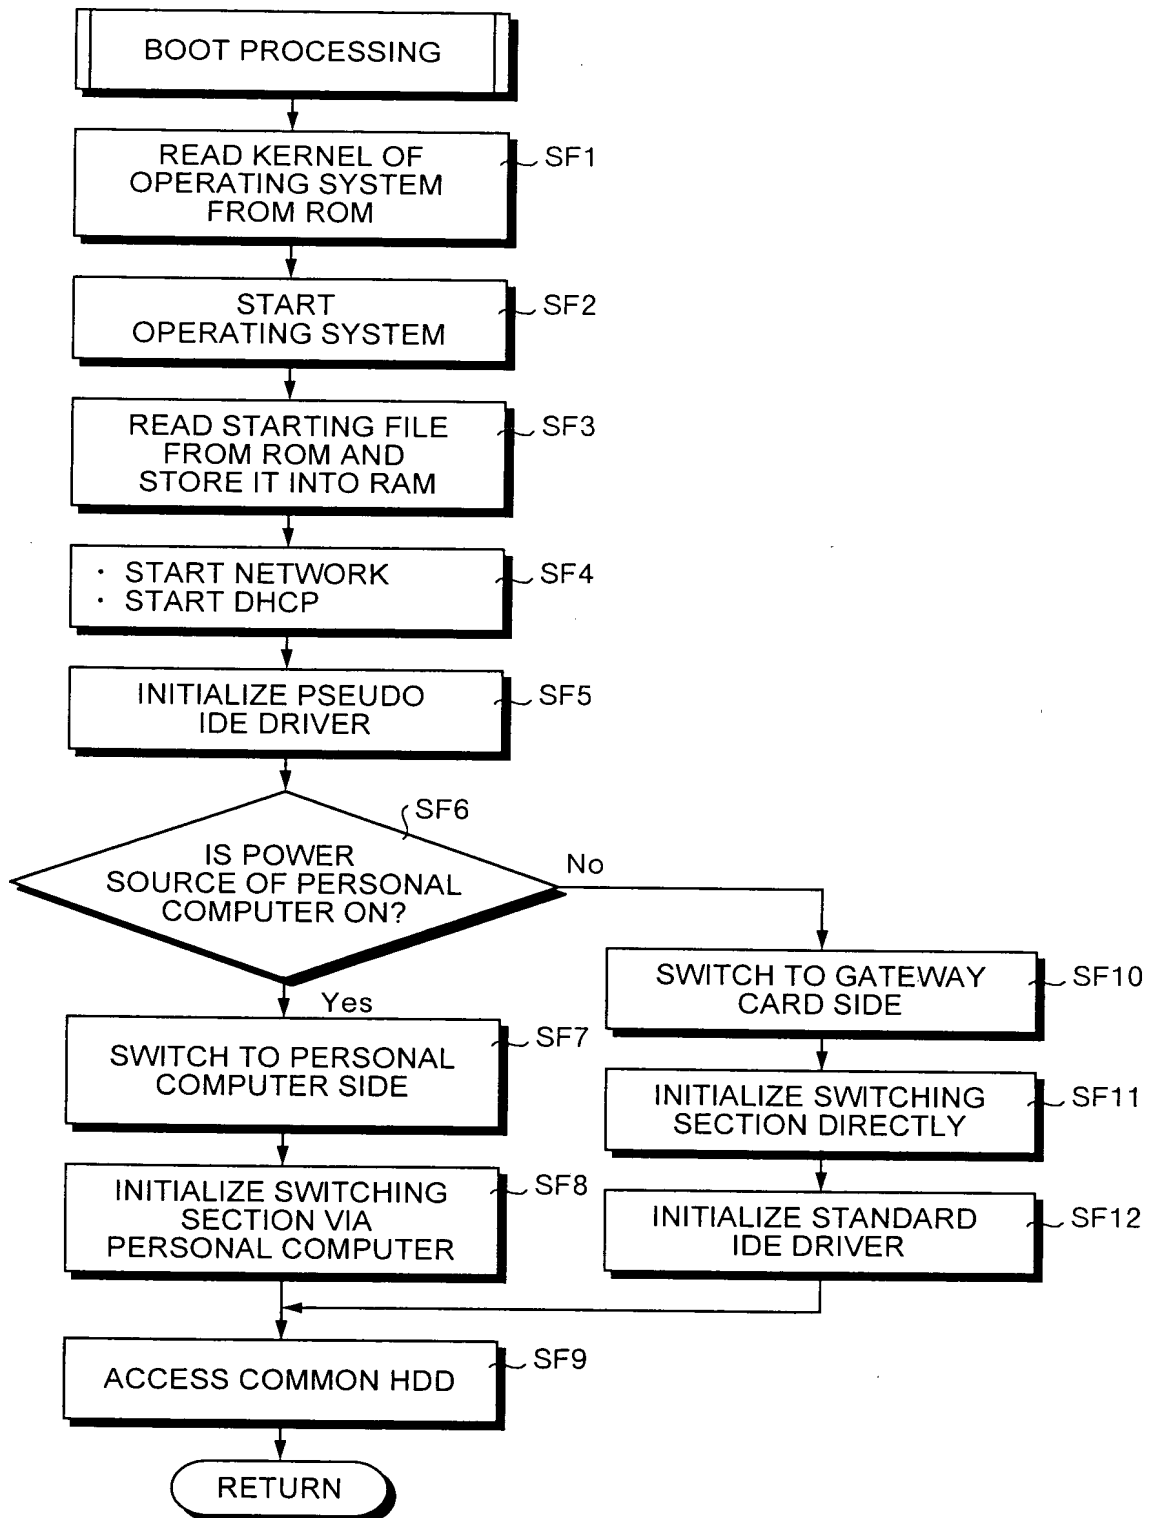 BOOT PROCESSING
READ KERNEL OF
OPERATING SYSTEM
FROM ROM
SF1
START
OPERATING SYSTEM
SF2
READ STARTING FILE
FROM ROM AND
STORE IT INTO RAM
SF3
· START NETWORK
· START DHCP
SF4
INITIALIZE PSEUDO
IDE DRIVER
SF5
SF6
IS POWER
SOURCE OF PERSONAL
COMPUTER ON?
No
Yes
SWITCH TO PERSONAL
COMPUTER SIDE
SF7
INITIALIZE SWITCHING
SECTION VIA
PERSONAL COMPUTER
SF8
SWITCH TO GATEWAY
CARD SIDE
SF10
INITIALIZE SWITCHING
SECTION DIRECTLY
SF11
INITIALIZE STANDARD
IDE DRIVER
SF12
ACCESS COMMON HDD
SF9
RETURN